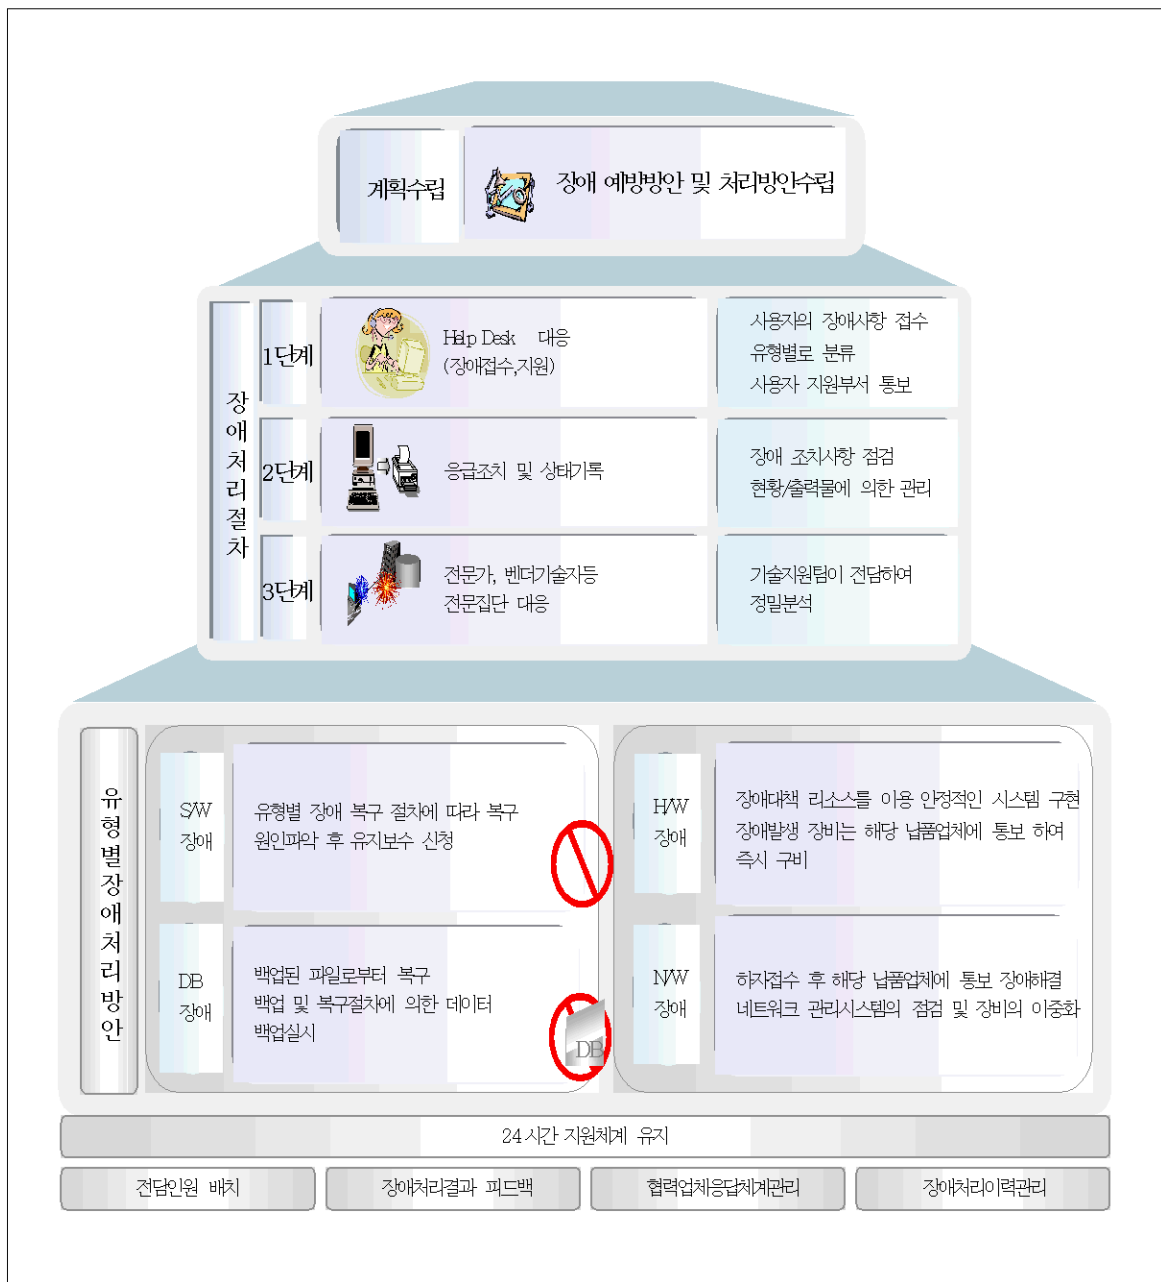 계획수립
장애 예방방안 및 처리방안수립
장애처리절차
1단계
Help Desk 대응
(장애접수,지원)
사용자의 장애사항 접수
유형별로 분류
사용자 지원부서 통보
2단계
응급조치 및 상태기록
장애 조치사항 점검
현황/출력물에 의한 관리
3단계
전문가, 벤더기술자등
전문집단 대응
기술지원팀이 전담하여
정밀분석
유형별장애처리방안
S/W
장애
유형별 장애 복구 절차에 따라 복구
원인파악 후 유지보수 신청
H/W
장애
장애대책 리소스를 이용 안정적인 시스템 구현
장애발생 장비는 해당 납품업체에 통보 하여
즉시 구비
DB
장애
백업된 파일로부터 복구
백업 및 복구절차에 의한 데이터
백업실시
DB
N/W
장애
하자접수 후 해당 납품업체에 통보 장애해결
네트워크 관리시스템의 점검 및 장비의 이중화
24시간 지원체계 유지
전담인원 배치
장애처리결과 피드백
협력업체응답체계관리
장애처리이력관리